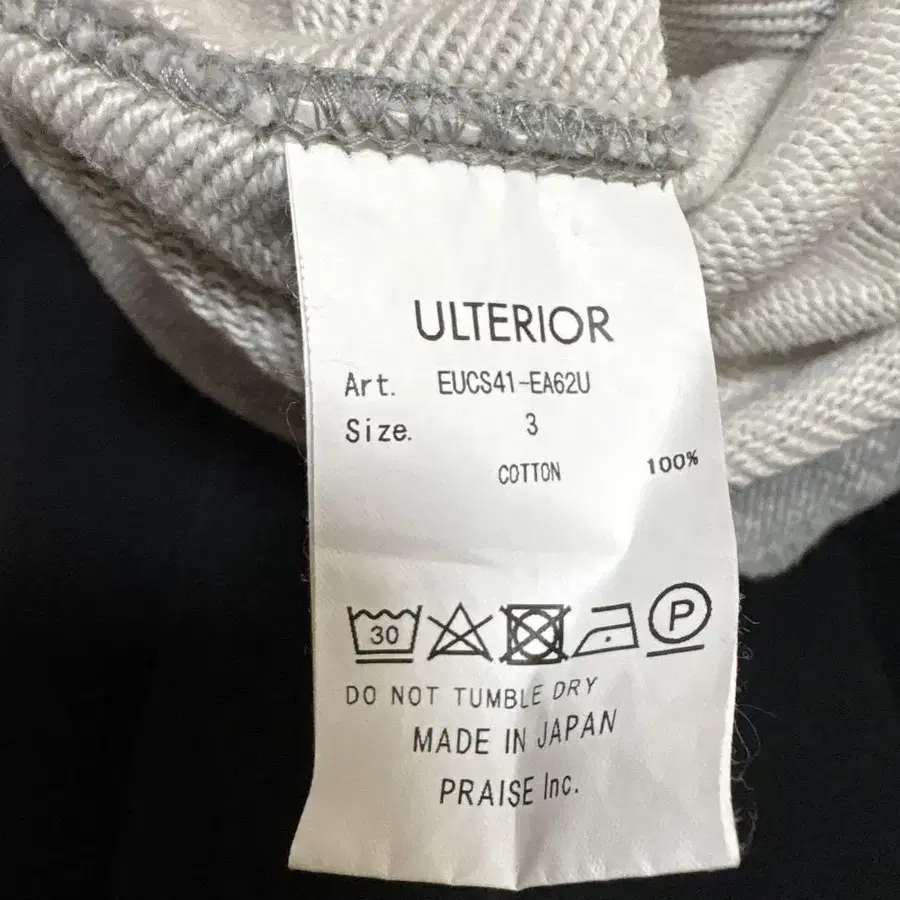 ULTERIOR
Art. EUCS41-EA62U
Size. 3
COTTON 100%
30 P
DO NOT TUMBLE DRY
MADE IN JAPAN
PRAISE Inc.